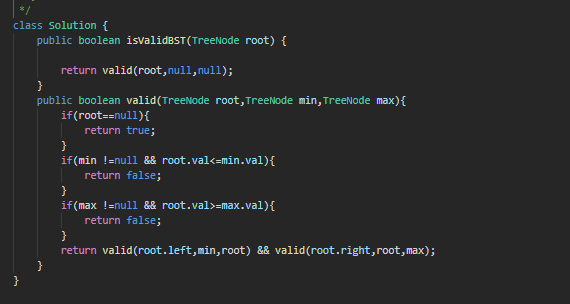 */
class Solution {
    public boolean isValidBST(TreeNode root) {

        return valid(root,null,null);
    }
    public boolean valid(TreeNode root,TreeNode min,TreeNode max){
        if(root==null){
            return true;
        }
        if(min !=null && root.val<=min.val){
            return false;
        }
        if(max !=null && root.val>=max.val){
            return false;
        }
        return valid(root.left,min,root) && valid(root.right,root,max);
    }
}